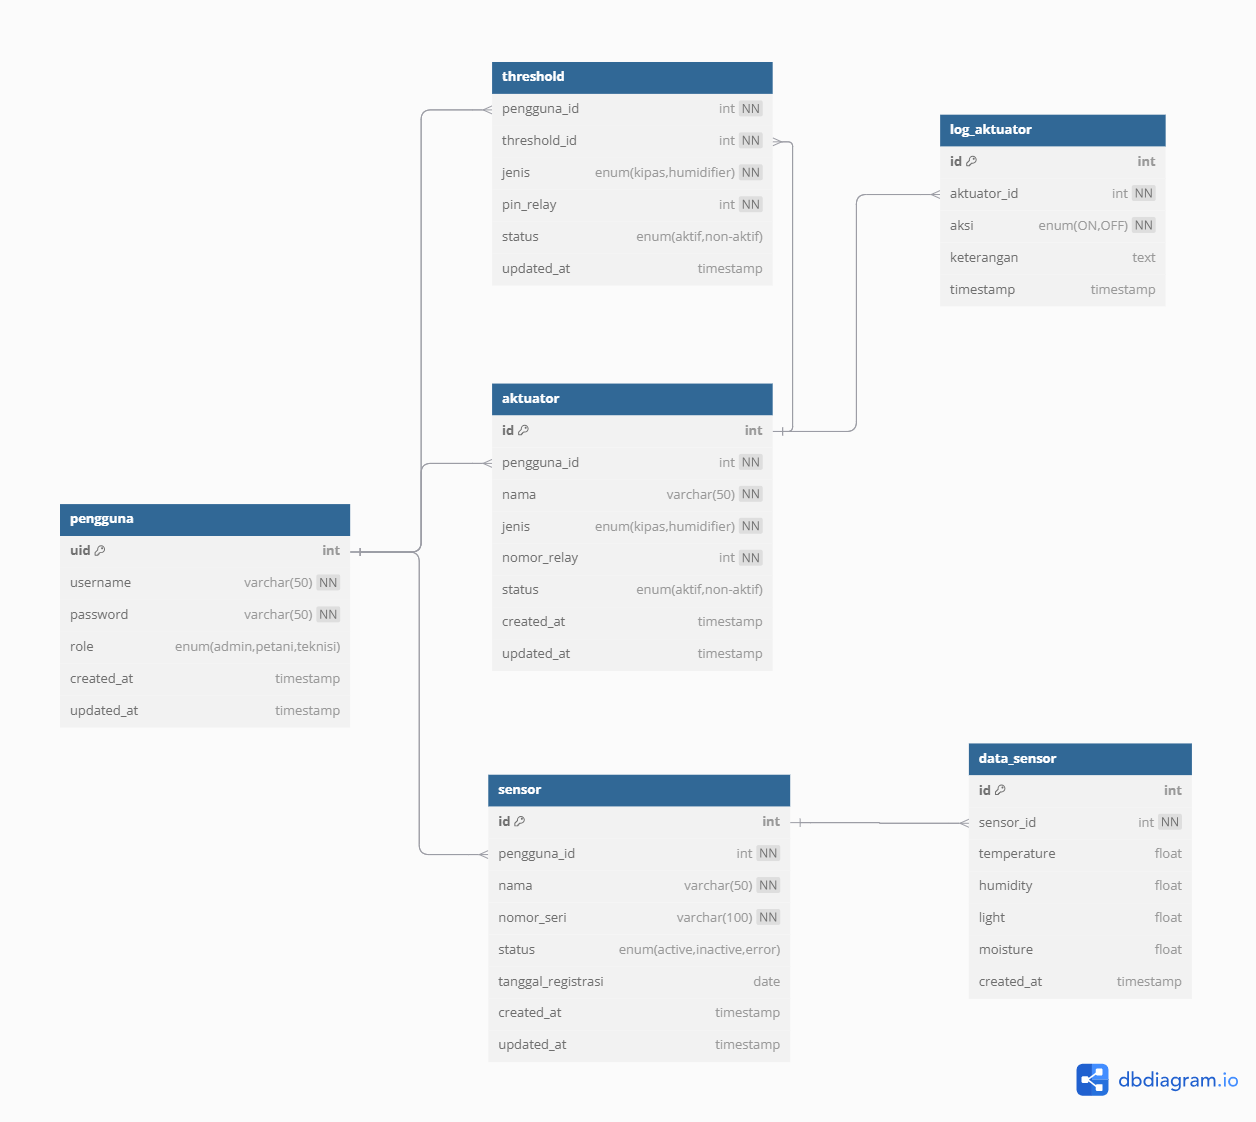 threshold
pengguna_id int NN
threshold_id int NN
jenis enum(kipas,humidifier) NN
pin_relay int NN
status enum(aktif,non-aktif)
updated_at timestamp
log_aktuator
id int
aktuator_id int NN
aksi enum(ON,OFF) NN
keterangan text
timestamp timestamp
aktuator
id int
pengguna_id int NN
nama varchar(50) NN
jenis enum(kipas,humidifier) NN
nomor_relay int NN
status enum(aktif,non-aktif)
created_at timestamp
updated_at timestamp
pengguna
uid int
username varchar(50) NN
password varchar(50) NN
role enum(admin,petani,teknisi)
created_at timestamp
updated_at timestamp
sensor
id int
pengguna_id int NN
nama varchar(50) NN
nomor_seri varchar(100) NN
status enum(active,inactive,error)
tanggal_registrasi date
created_at timestamp
updated_at timestamp
data_sensor
id int
sensor_id int NN
temperature float
humidity float
light float
moisture float
created_at timestamp
dbdiagram.io